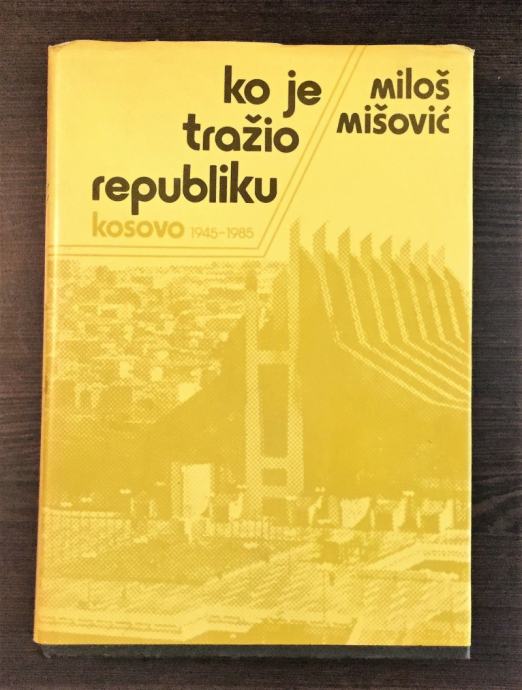 ko je
tražio
republiku
kosovo 1945-1985
miloš
mišović